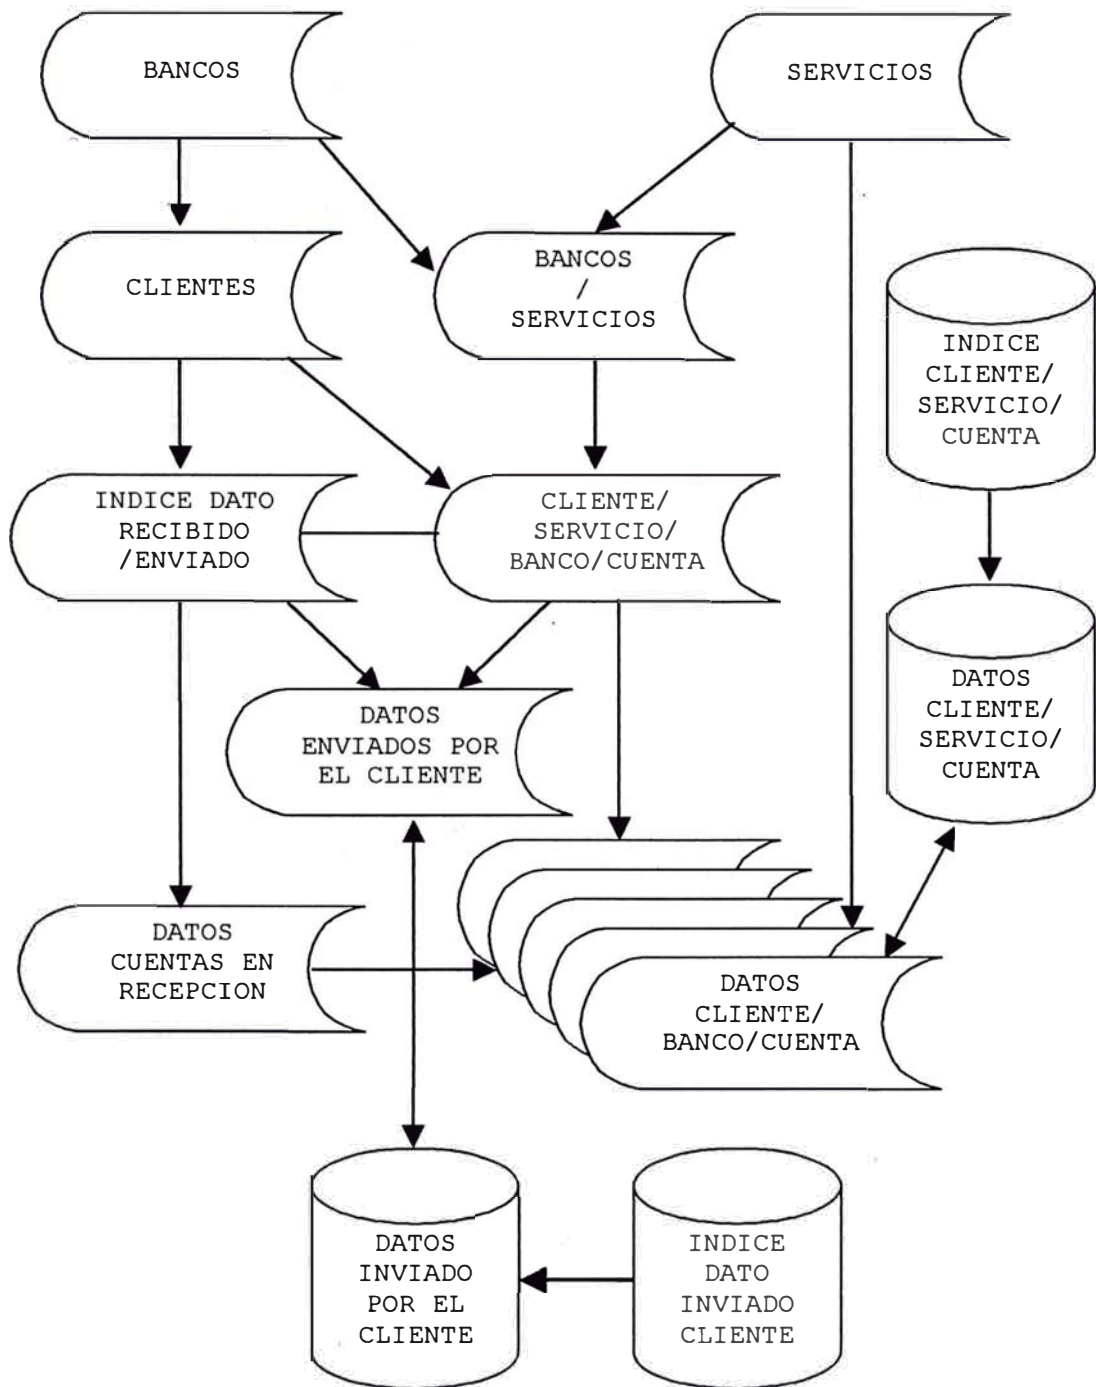 BANCOS
SERVICIOS
CLIENTES
BANCOS
/
SERVICIOS
INDICE
CLIENTE/
SERVICIO/
CUENTA
INDICE DATO
RECIBIDO
/ENVIADO
CLIENTE/
SERVICIO/
BANCO/CUENTA
DATOS
CLIENTE/
SERVICIO/
CUENTA
DATOS
ENVIADOS POR
EL CLIENTE
DATOS
CUENTAS EN
RECEPCION
DATOS
CLIENTE/
BANCO/CUENTA
DATOS
INVIADO
POR EL
CLIENTE
INDICE
DATO
INVIADO
CLIENTE